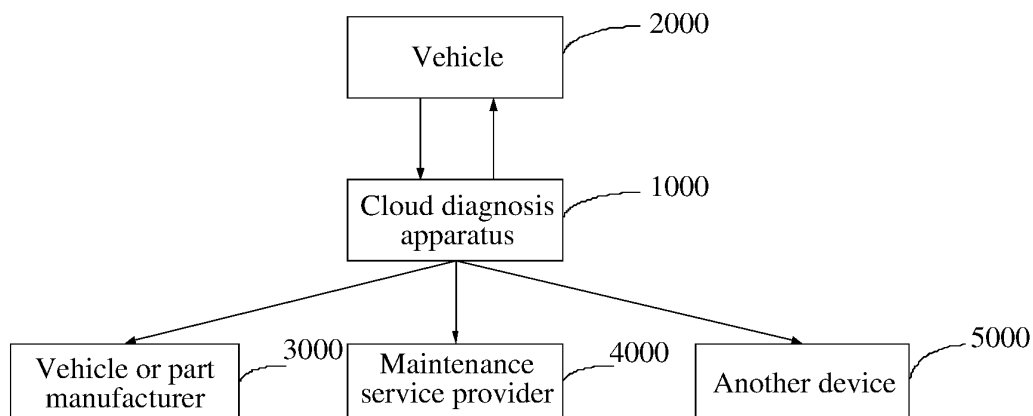 2000
Vehicle
1000
Cloud diagnosis
apparatus
3000
Vehicle or part
manufacturer
4000
Maintenance
service provider
5000
Another device